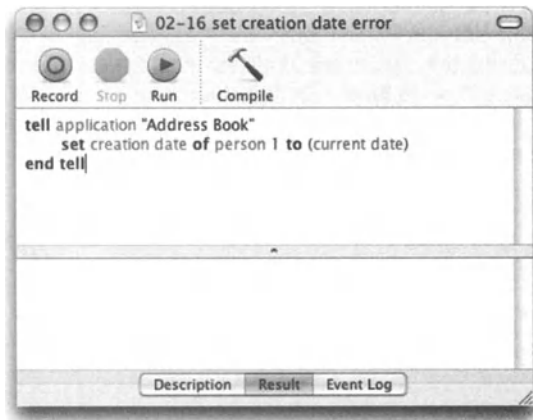 02-16 set creation date error
Record Stop Run Compile
tell application "Address Book"
set creation date of person 1 to (current date)
end tell
Description Result Event Log